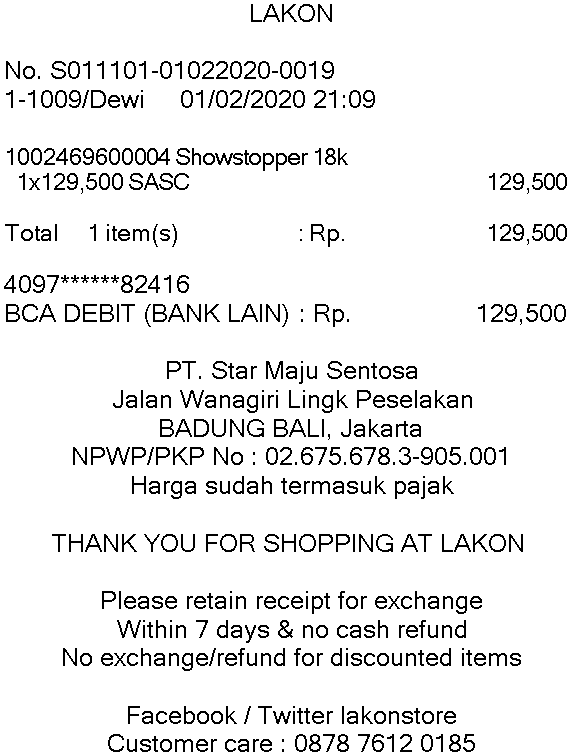 LAKON
No. S011101-01022020-0019
1-1009/Dewi 01/02/2020 21:09
1002469600004 Showstopper 18k
1x129,500 SASC 129,500
Total 1 item(s) : Rp. 129,500
4097******82416
BCA DEBIT (BANK LAIN) : Rp. 129,500
PT. Star Maju Sentosa
Jalan Wanagiri Lingk Peselakan
BADUNG BALI, Jakarta
NPWP/PKP No : 02.675.678.3-905.001
Harga sudah termasuk pajak
THANK YOU FOR SHOPPING AT LAKON
Please retain receipt for exchange
Within 7 days & no cash refund
No exchange/refund for discounted items
Facebook / Twitter lakonstore
Customer care : 0878 7612 0185